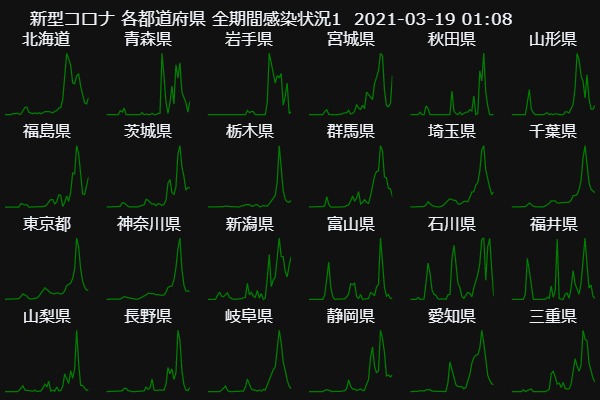 新型コロナ 各都道府県 全期間感染状況1 2021-03-19 01:08
北海道 青森県 岩手県 宮城県 秋田県 山形県
福島県 茨城県 栃木県 群馬県 埼玉県 千葉県
東京都 神奈川県 新潟県 富山県 石川県 福井県
山梨県 長野県 岐阜県 静岡県 愛知県 三重県